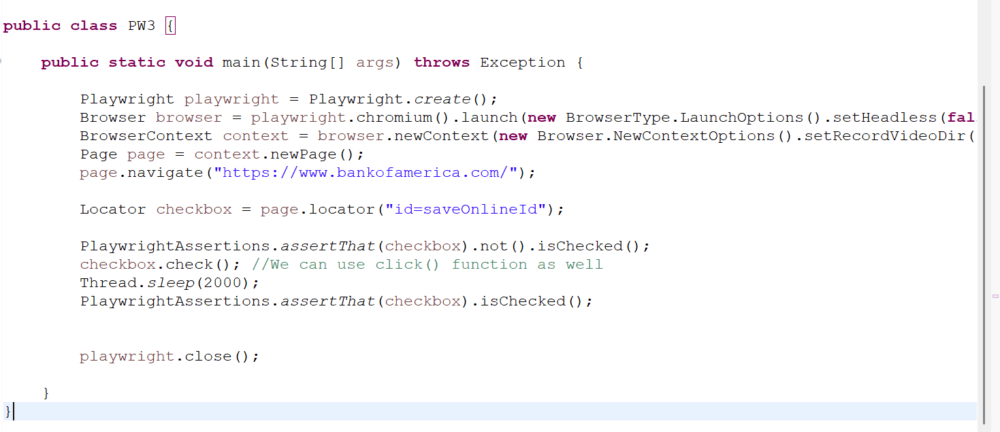 public class PW3 {
public static void main(String[] args) throws Exception {
Playwright playwright = Playwright.create();
Browser browser = playwright.chromium().launch(new BrowserType.LaunchOptions().setHeadless(fal
BrowserContext context = browser.newContext(new Browser.NewContextOptions().setRecordVideoDir(
Page page = context.newPage();
page.navigate("https://www.bankofamerica.com/");
Locator checkbox = page.locator("id=saveOnlineId");
PlaywrightAssertions.assertThat(checkbox).not().isChecked();
checkbox.check(); //We can use click() function as well
Thread.sleep(2000);
PlaywrightAssertions.assertThat(checkbox).isChecked();
playwright.close();
}
}